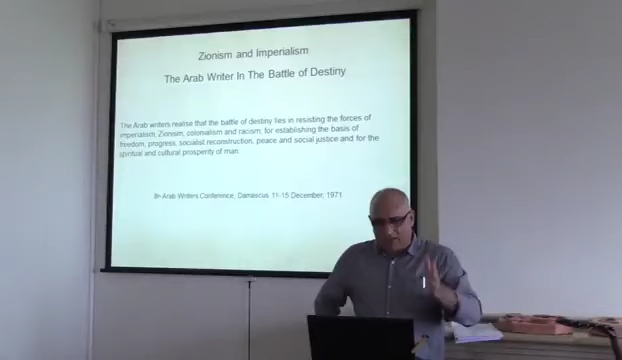 Zionism and Imperialism
The Arab Writer In The Battle of Destiny
The Arab writers realise that the battle of destiny lies in resisting the forces of
imperialism, Zionism, colonialism and racism, for establishing the basis of
freedom, progress, socialist reconstruction, peace and social justice and for the
spiritual and cultural prosperity of man.
8th Arab Writers Conference, Damascus 11-15 December, 1971